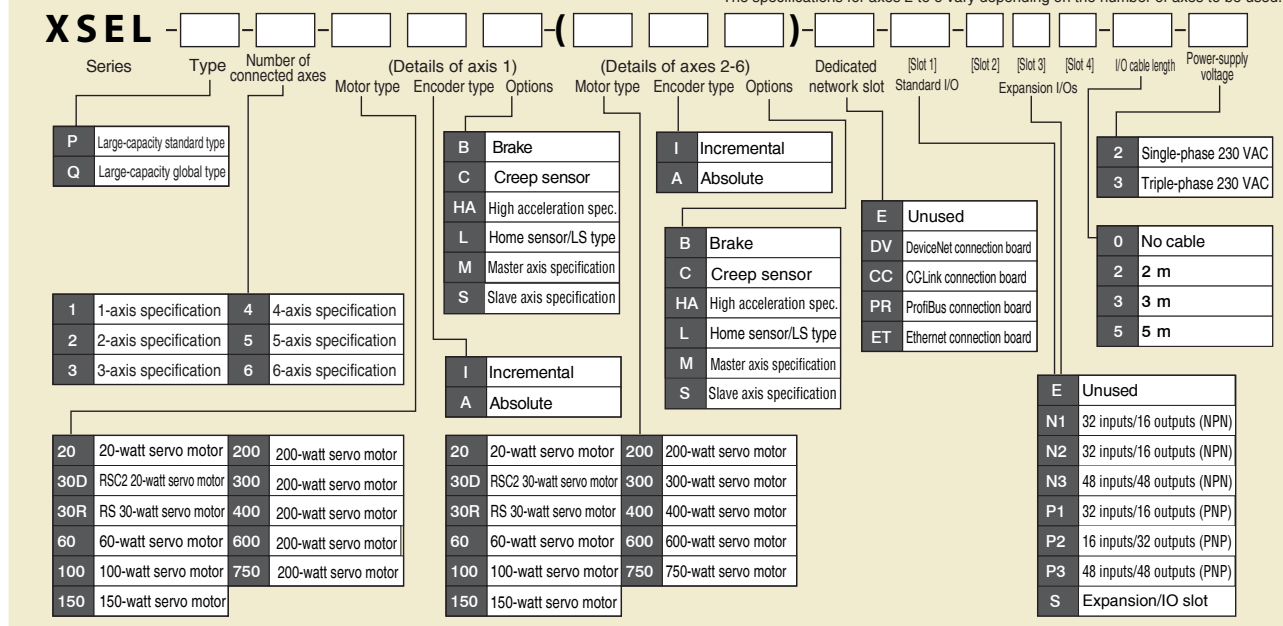 The specifications for axes 2 to 6 vary depending on the number of axes to be used.
XSEL - - - - ( ) - - - - -
Series Type Number of connected axes (Details of axis 1) (Details of axes 2-6) Dedicated network slot [Slot 1] [Slot 2] [Slot 3] [Slot 4] I/O cable length Power-supply voltage
Motor type Encoder type Options Motor type Encoder type Options Standard I/O Expansion I/Os
P Large-capacity standard type
Q Large-capacity global type
1 1-axis specification 4 4-axis specification
2 2-axis specification 5 5-axis specification
3 3-axis specification 6 6-axis specification
20 20-watt servo motor 200 200-watt servo motor
30D RSC2 20-watt servo motor 300 200-watt servo motor
30R RS 30-watt servo motor 400 200-watt servo motor
60 60-watt servo motor 600 200-watt servo motor
100 100-watt servo motor 750 200-watt servo motor
150 150-watt servo motor
B Brake
C Creep sensor
HA High acceleration spec.
L Home sensor/LS type
M Master axis specification
S Slave axis specification
I Incremental
A Absolute
20 20-watt servo motor 200 200-watt servo motor
30D RSC2 30-watt servo motor 300 300-watt servo motor
30R RS 30-watt servo motor 400 400-watt servo motor
60 60-watt servo motor 600 600-watt servo motor
100 100-watt servo motor 750 750-watt servo motor
150 150-watt servo motor
I Incremental
A Absolute
B Brake
C Creep sensor
HA High acceleration spec.
L Home sensor/LS type
M Master axis specification
S Slave axis specification
E Unused
DV DeviceNet connection board
CC CC-Link connection board
PR ProfiBus connection board
ET Ethernet connection board
2 Single-phase 230 VAC
3 Triple-phase 230 VAC
0 No cable
2 2 m
3 3 m
5 5 m
E Unused
N1 32 inputs/16 outputs (NPN)
N2 32 inputs/16 outputs (NPN)
N3 48 inputs/48 outputs (NPN)
P1 32 inputs/16 outputs (PNP)
P2 16 inputs/32 outputs (PNP)
P3 48 inputs/48 outputs (PNP)
S Expansion/IO slot